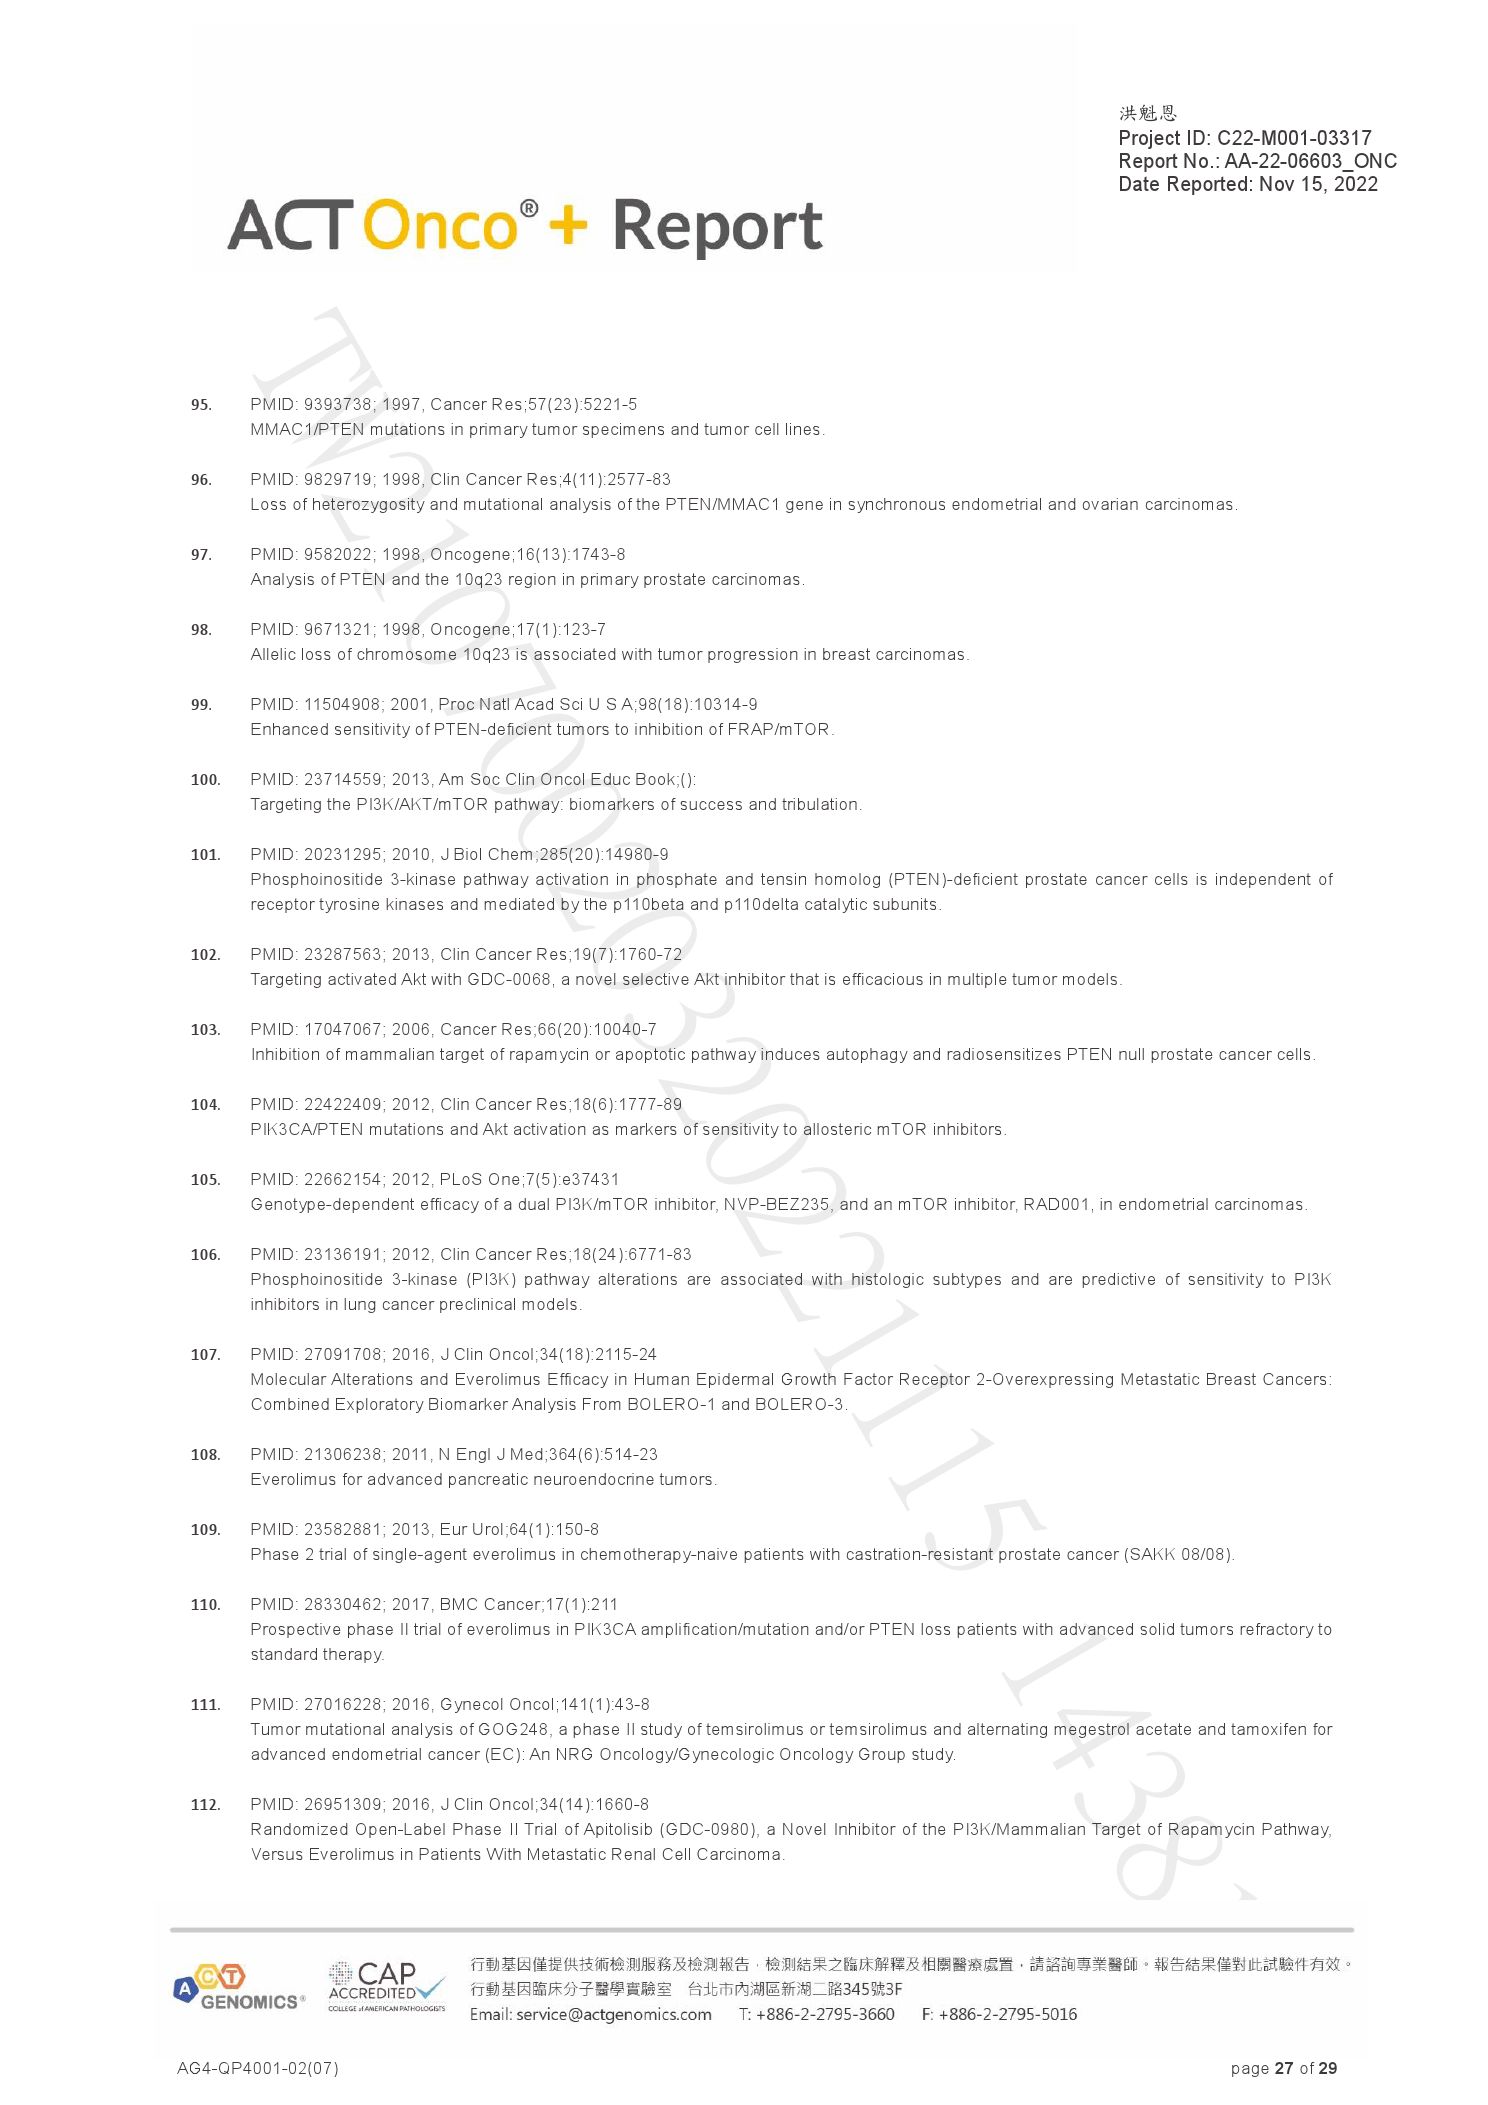 洪魁恩
Project ID: C22-M001-03317
Report No.: AA-22-06603_ONC
Date Reported: Nov 15, 2022
ACTOnco®+ Report
95. PMID: 9393738; 1997, Cancer Res;57(23):5221-5
MMAC1/PTEN mutations in primary tumor specimens and tumor cell lines.
96. PMID: 9829719; 1998, Clin Cancer Res;4(11):2577-83
Loss of heterozygosity and mutational analysis of the PTEN/MMAC1 gene in synchronous endometrial and ovarian carcinomas.
97. PMID: 9582022; 1998, Oncogene;16(13):1743-8
Analysis of PTEN and the 10q23 region in primary prostate carcinomas.
98. PMID: 9671321; 1998, Oncogene;17(1):123-7
Allelic loss of chromosome 10q23 is associated with tumor progression in breast carcinomas.
99. PMID: 11504908; 2001, Proc Natl Acad Sci U S A;98(18):10314-9
Enhanced sensitivity of PTEN-deficient tumors to inhibition of FRAP/mTOR.
100. PMID: 23714559; 2013, Am Soc Clin Oncol Educ Book;():
Targeting the PI3K/AKT/mTOR pathway: biomarkers of success and tribulation.
101. PMID: 20231295; 2010, J Biol Chem;285(20):14980-9
Phosphoinositide 3-kinase pathway activation in phosphate and tensin homolog (PTEN)-deficient prostate cancer cells is independent of
receptor tyrosine kinases and mediated by the p110beta and p110delta catalytic subunits.
102. PMID: 23287563; 2013, Clin Cancer Res;19(7):1760-72
Targeting activated Akt with GDC-0068, a novel selective Akt inhibitor that is efficacious in multiple tumor models.
103. PMID: 17047067; 2006, Cancer Res;66(20):10040-7
Inhibition of mammalian target of rapamycin or apoptotic pathway induces autophagy and radiosensitizes PTEN null prostate cancer cells.
104. PMID: 22422409; 2012, Clin Cancer Res;18(6):1777-89
PIK3CA/PTEN mutations and Akt activation as markers of sensitivity to allosteric mTOR inhibitors.
105. PMID: 22662154; 2012, PLoS One;7(5):e37431
Genotype-dependent efficacy of a dual PI3K/mTOR inhibitor, NVP-BEZ235, and an mTOR inhibitor, RAD001, in endometrial carcinomas.
106. PMID: 23136191; 2012, Clin Cancer Res;18(24):6771-83
Phosphoinositide 3-kinase (PI3K) pathway alterations are associated with histologic subtypes and are predictive of sensitivity to PI3K
inhibitors in lung cancer preclinical models.
107. PMID: 27091708; 2016, J Clin Oncol;34(18):2115-24
Molecular Alterations and Everolimus Efficacy in Human Epidermal Growth Factor Receptor 2-Overexpressing Metastatic Breast Cancers:
Combined Exploratory Biomarker Analysis From BOLERO-1 and BOLERO-3.
108. PMID: 21306238; 2011, N Engl J Med;364(6):514-23
Everolimus for advanced pancreatic neuroendocrine tumors.
109. PMID: 23582881; 2013, Eur Urol;64(1):150-8
Phase 2 trial of single-agent everolimus in chemotherapy-naive patients with castration-resistant prostate cancer (SAKK 08/08).
110. PMID: 28330462; 2017, BMC Cancer;17(1):211
Prospective phase II trial of everolimus in PIK3CA amplification/mutation and/or PTEN loss patients with advanced solid tumors refractory to
standard therapy.
111. PMID: 27016228; 2016, Gynecol Oncol;141(1):43-8
Tumor mutational analysis of GOG248, a phase II study of temsirolimus or temsirolimus and alternating megestrol acetate and tamoxifen for
advanced endometrial cancer (EC): An NRG Oncology/Gynecologic Oncology Group study.
112. PMID: 26951309; 2016, J Clin Oncol;34(14):1660-8
Randomized Open-Label Phase II Trial of Apitolisib (GDC-0980), a Novel Inhibitor of the PI3K/Mammalian Target of Rapamycin Pathway,
Versus Everolimus in Patients With Metastatic Renal Cell Carcinoma.
ACT GENOMICS®
CAP ACCREDITED
COLLEGE of AMERICAN PATHOLOGISTS
行動基因僅提供技術檢測服務及檢測報告，檢測結果之臨床解釋及相關醫療處置，請諮詢專業醫師。報告結果僅對此試驗件有效。
行動基因臨床分子醫學實驗室 台北市內湖區新湖二路345號3F
Email: service@actgenomics.com T: +886-2-2795-3660 F: +886-2-2795-5016
AG4-QP4001-02(07)
page 27 of 29